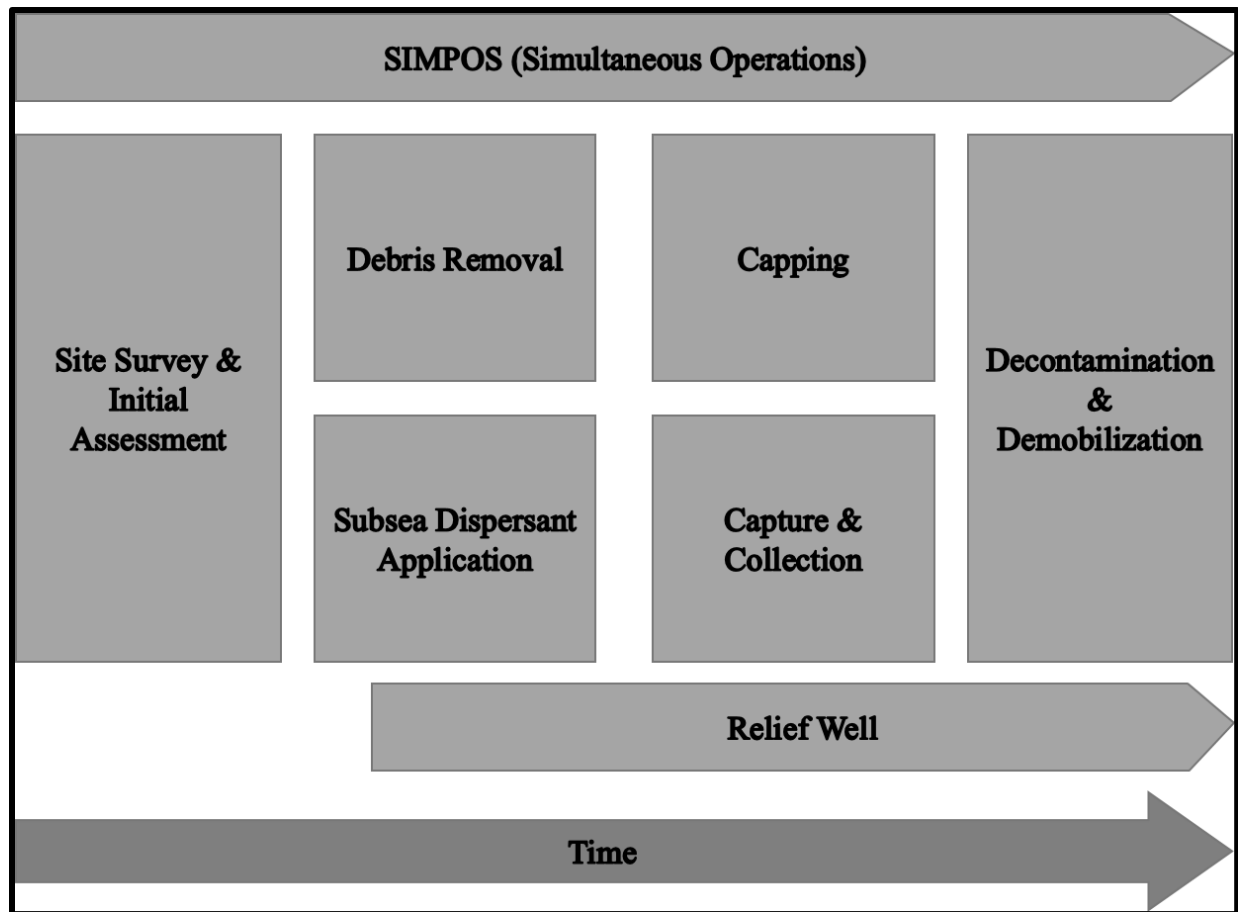 SIMPOS (Simultaneous Operations)
Site Survey &
Initial
Assessment
Debris Removal
Subsea Dispersant
Application
Capping
Capture &
Collection
Decontamination
&
Demobilization
Relief Well
Time